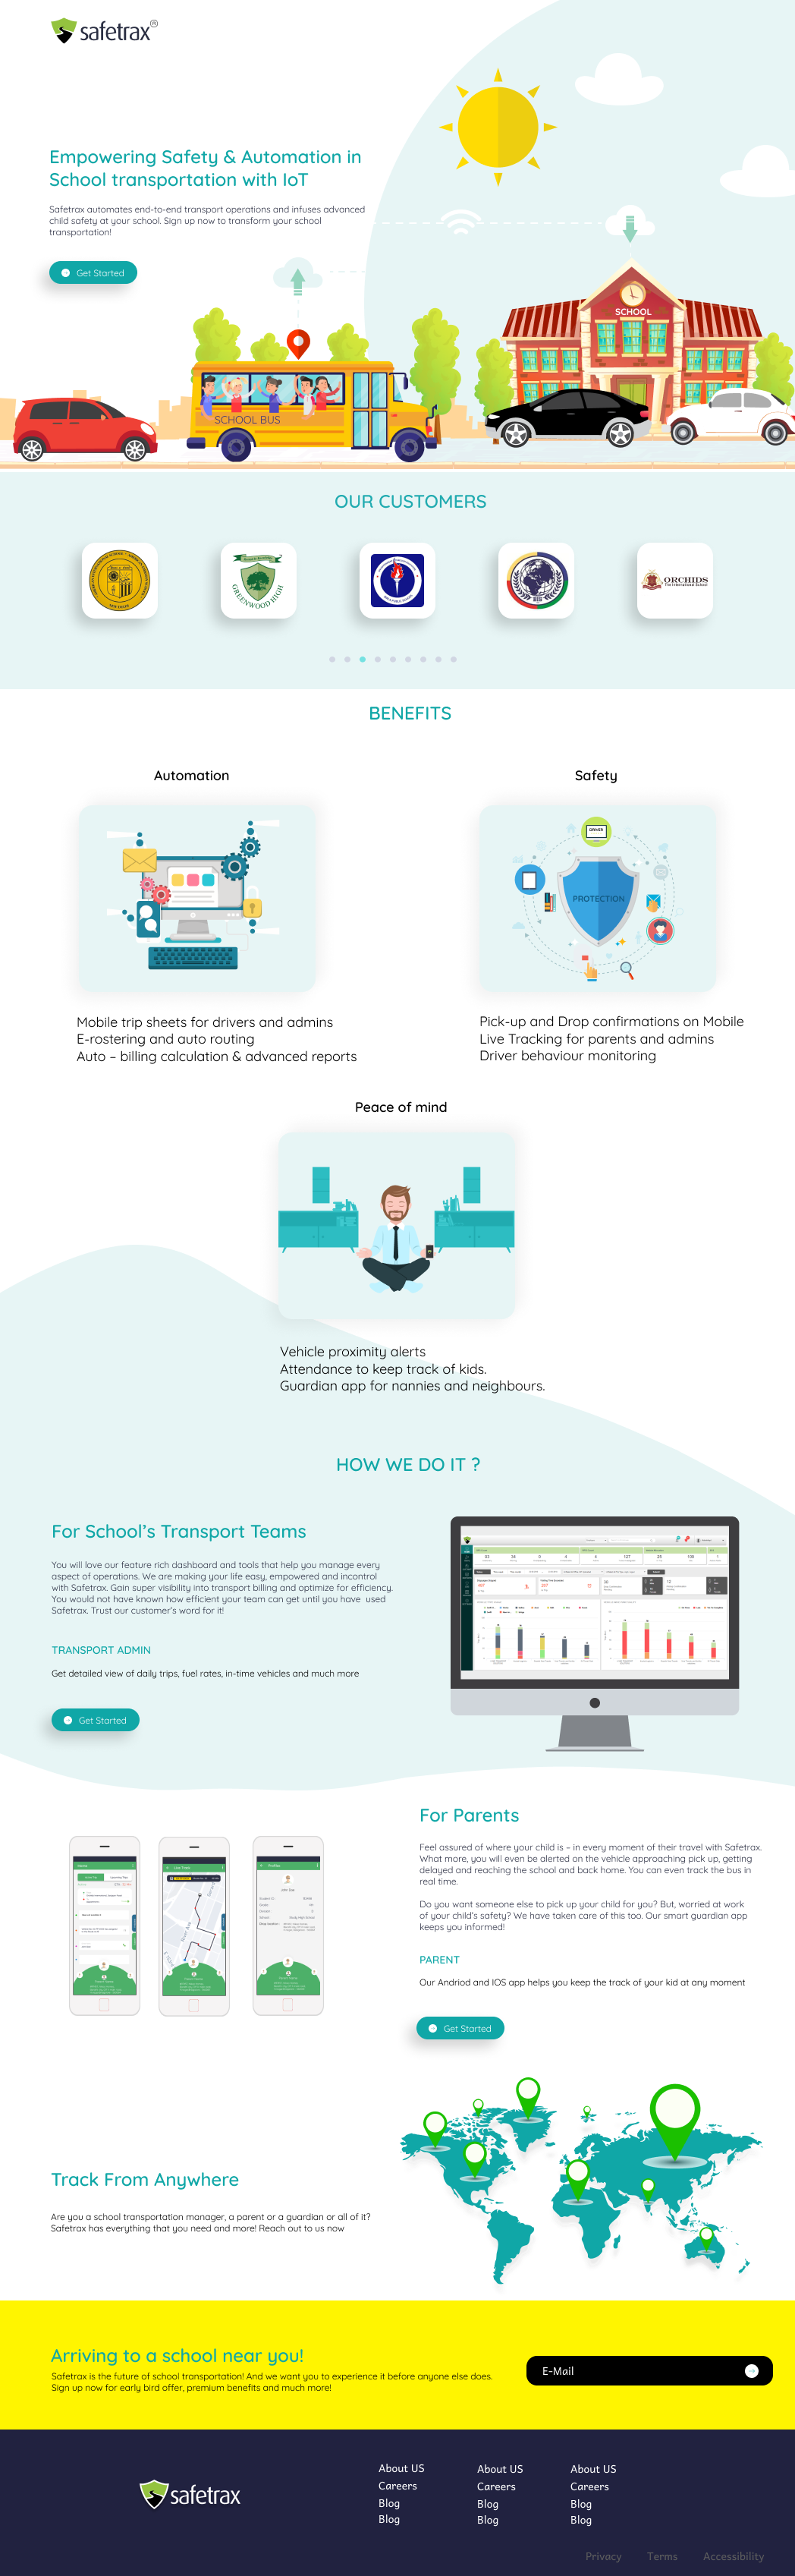 safetrax®
Empowering Safety & Automation in
School transportation with IoT
Safetrax automates end-to-end transport operations and infuses advanced
child safety at your school. Sign up now to transform your school
transportation!
Get Started
SCHOOL
SCHOOL BUS
OUR CUSTOMERS
GREENWOOD HIGH
ORCHIDS
The International School
BENEFITS
Automation
Safety
PROTECTION
Mobile trip sheets for drivers and admins
E-rostering and auto routing
Auto – billing calculation & advanced reports
Pick-up and Drop confirmations on Mobile
Live Tracking for parents and admins
Driver behaviour monitoring
Peace of mind
Vehicle proximity alerts
Attendance to keep track of kids.
Guardian app for nannies and neighbours.
HOW WE DO IT ?
For School’s Transport Teams
You will love our feature rich dashboard and tools that help you manage every
aspect of operations. We are making your life easy, empowered and incontrol
with Safetrax. Gain super visibility into transport billing and optimize for efficiency.
You would not have known how efficient your team can get until you have used
Safetrax. Trust our customer’s word for it!
TRANSPORT ADMIN
Get detailed view of daily trips, fuel rates, in-time vehicles and much more
Get Started
For Parents
Feel assured of where your child is – in every moment of their travel with Safetrax.
What more, you will even be alerted on the vehicle approaching pick up, getting
delayed and reaching the school and back home. You can even track the bus in
real time.
Do you want someone else to pick up your child for you? But, worried at work
of your child’s safety? We have taken care of this too. Our smart guardian app
keeps you informed!
PARENT
Our Andriod and IOS app helps you keep the track of your kid at any moment
Get Started
Track From Anywhere
Are you a school transportation manager, a parent or a guardian or all of it?
Safetrax has everything that you need and more! Reach out to us now
Arriving to a school near you!
Safetrax is the future of school transportation! And we want you to experience it before anyone else does.
Sign up now for early bird offer, premium benefits and much more!
E-Mail
safetrax
About US
Careers
Blog
Blog
About US
Careers
Blog
Blog
About US
Careers
Blog
Blog
Privacy
Terms
Accessibility